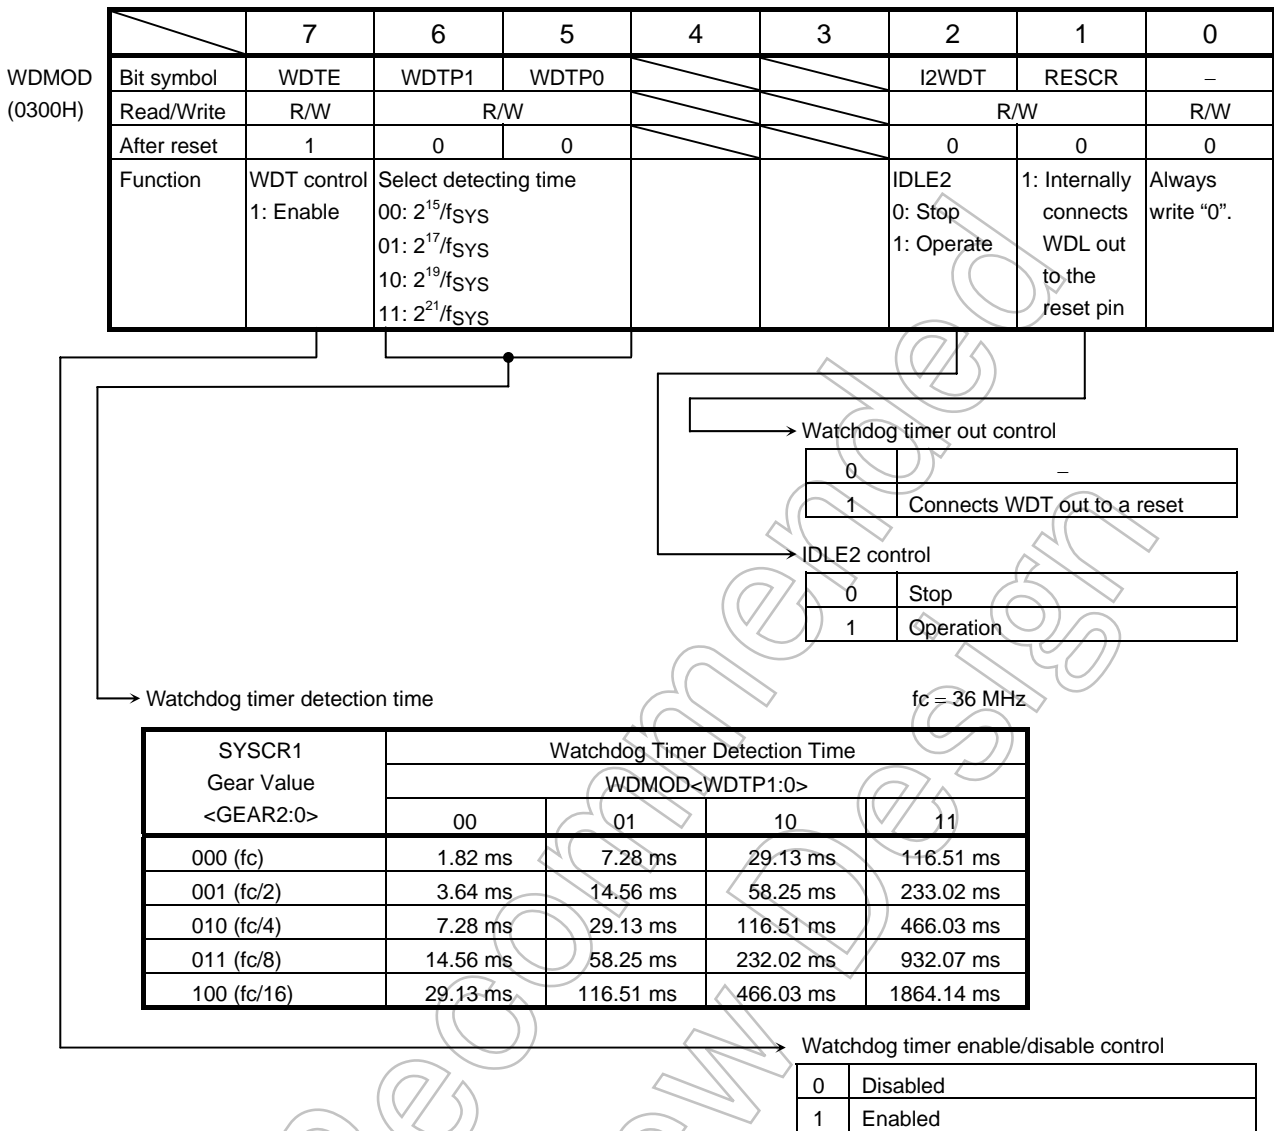 7 6 5 4 3 2 1 0
WDMOD (0300H)
Bit symbol WDTE WDTP1 WDTP0 I2WDT RESCR –
Read/Write R/W R/W R/W R/W
After reset 1 0 0 0 0 0
Function
WDT control
1: Enable
Select detecting time
00: 2^15/fSYS
01: 2^17/fSYS
10: 2^19/fSYS
11: 2^21/fSYS
IDLE2
0: Stop
1: Operate
1: Internally
connects
WDL out
to the
reset pin
Always
write “0”.
Watchdog timer out control
0 –
1 Connects WDT out to a reset
IDLE2 control
0 Stop
1 Operation
Watchdog timer detection time fc = 36 MHz
SYSCR1
Gear Value
<GEAR2:0>
Watchdog Timer Detection Time
WDMOD<WDTP1:0>
00 01 10 11
000 (fc) 1.82 ms 7.28 ms 29.13 ms 116.51 ms
001 (fc/2) 3.64 ms 14.56 ms 58.25 ms 233.02 ms
010 (fc/4) 7.28 ms 29.13 ms 116.51 ms 466.03 ms
011 (fc/8) 14.56 ms 58.25 ms 232.02 ms 932.07 ms
100 (fc/16) 29.13 ms 116.51 ms 466.03 ms 1864.14 ms
Watchdog timer enable/disable control
0 Disabled
1 Enabled
Recommended
ew Design